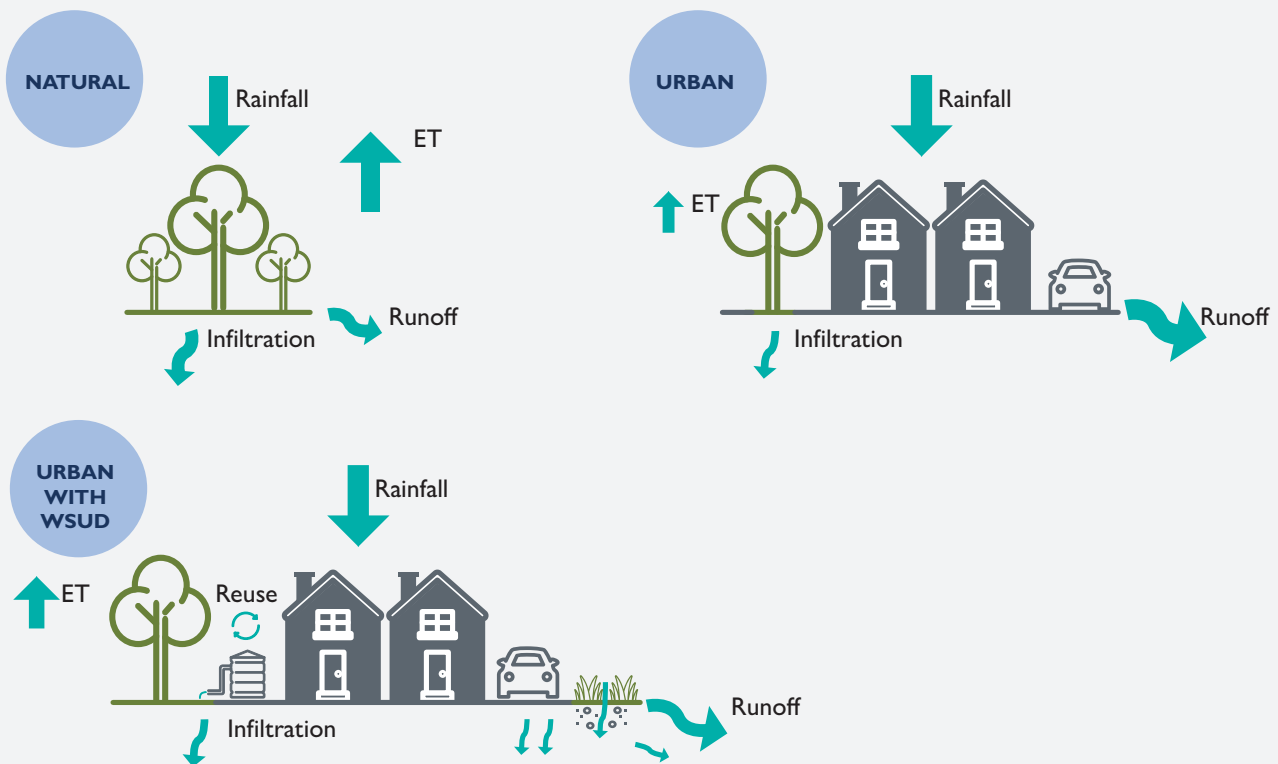 NATURAL
Rainfall
ET
Runoff
Infiltration
URBAN
Rainfall
ET
Runoff
Infiltration
URBAN
WITH
WSUD
Rainfall
ET
Reuse
Runoff
Infiltration